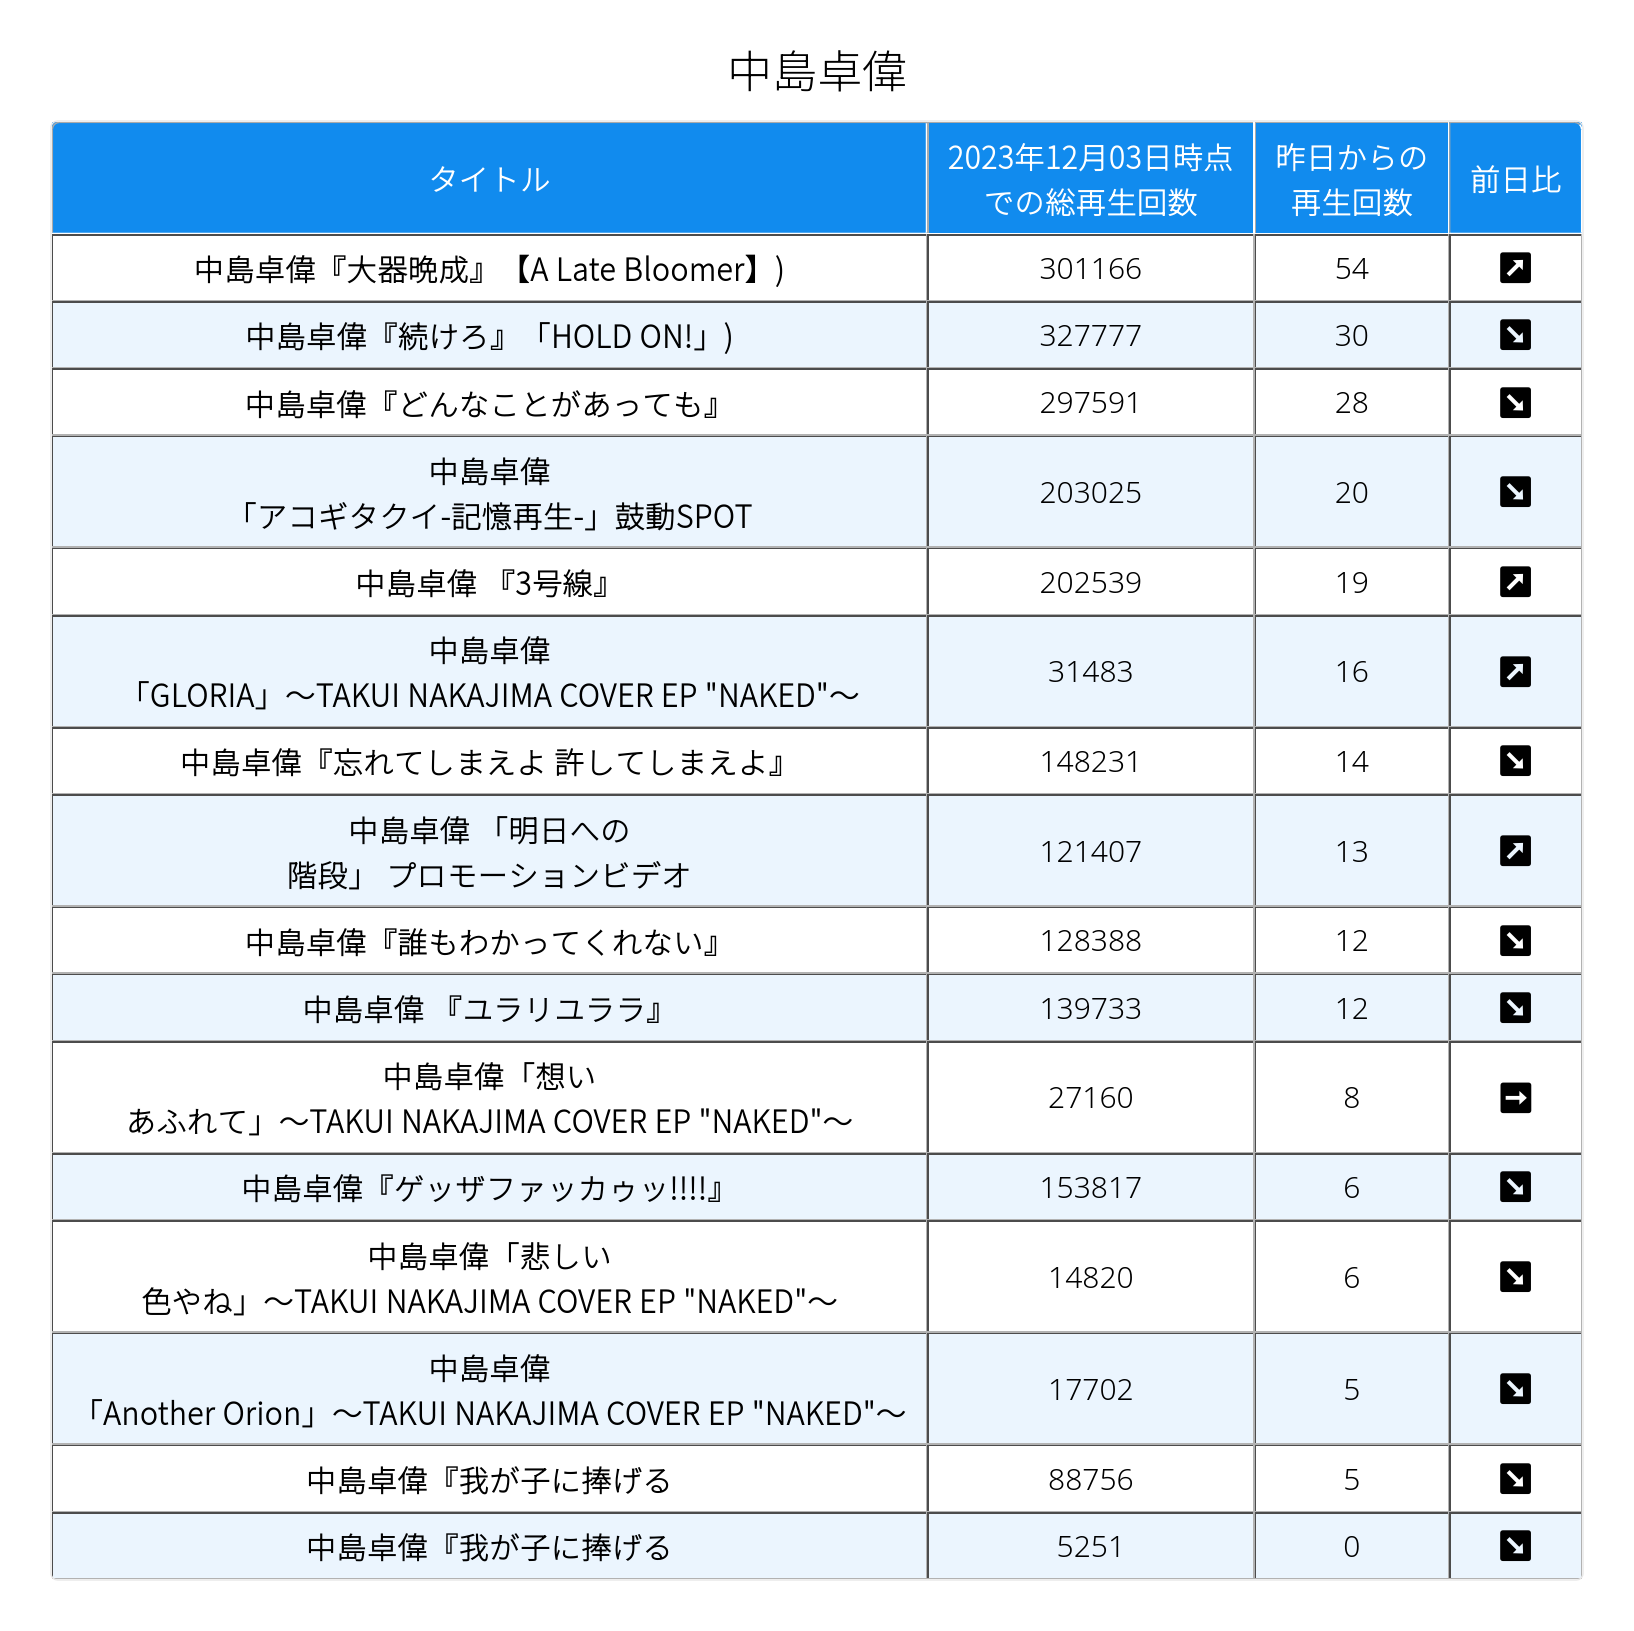 中島卓偉
タイトル
2023年12月03日時点
での総再生回数
昨日からの
再生回数
前日比
中島卓偉『大器晩成』【A Late Bloomer】)
301166
54
中島卓偉『続けろ』「HOLD ON!」)
327777
30
中島卓偉『どんなことがあっても』
297591
28
中島卓偉
「アコギタクイ-記憶再生-」鼓動SPOT
203025
20
中島卓偉 『3号線』
202539
19
中島卓偉
「GLORIA」～TAKUI NAKAJIMA COVER EP "NAKED"～
31483
16
中島卓偉『忘れてしまえよ 許してしまえよ』
148231
14
中島卓偉 「明日への
階段」 プロモーションビデオ
121407
13
中島卓偉『誰もわかってくれない』
128388
12
中島卓偉 『ユラリユララ』
139733
12
中島卓偉「想い
あふれて」～TAKUI NAKAJIMA COVER EP "NAKED"～
27160
8
中島卓偉『ゲッザファッカゥッ!!!!』
153817
6
中島卓偉「悲しい
色やね」～TAKUI NAKAJIMA COVER EP "NAKED"～
14820
6
中島卓偉
「Another Orion」～TAKUI NAKAJIMA COVER EP "NAKED"～
17702
5
中島卓偉『我が子に捧げる
88756
5
中島卓偉『我が子に捧げる
5251
0